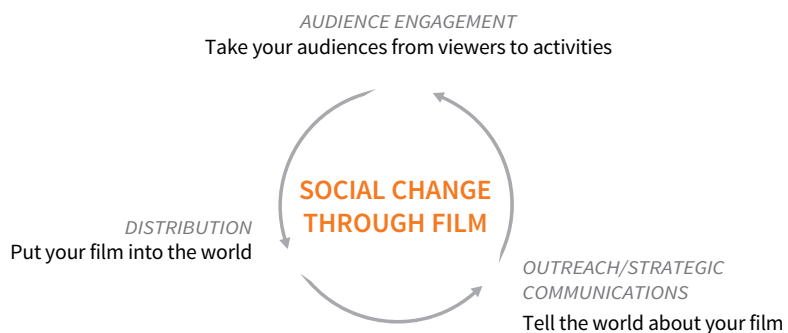 AUDIENCE ENGAGEMENT
Take your audiences from viewers to activities
SOCIAL CHANGE
THROUGH FILM
DISTRIBUTION
Put your film into the world
OUTREACH/STRATEGIC
COMMUNICATIONS
Tell the world about your film